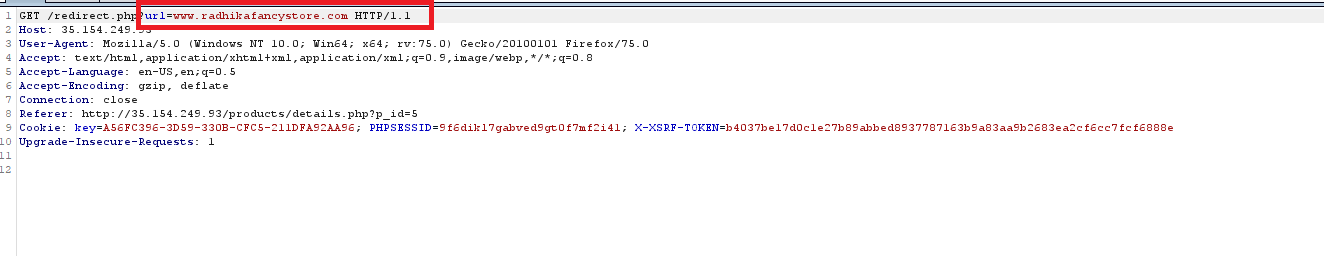 1 GET /redirect.php?url=www.radhikafancystore.com HTTP/1.1
2 Host: 35.154.249.93
3 User-Agent: Mozilla/5.0 (Windows NT 10.0; Win64; x64; rv:75.0) Gecko/20100101 Firefox/75.0
4 Accept: text/html,application/xhtml+xml,application/xml;q=0.9,image/webp,*/*;q=0.8
5 Accept-Language: en-US,en;q=0.5
6 Accept-Encoding: gzip, deflate
7 Connection: close
8 Referer: http://35.154.249.93/products/details.php?p_id=5
9 Cookie: key=A56FC396-3D59-330B-CFC5-211DFA92AA96; PHPSESSID=9f6dikl7gabved9gt0f7mf2i41; X-XSRF-TOKEN=b4037be17d0c1e27b89abbed8937787163b9a83aa9b2683ea2cf6cc7fcf6888e
10 Upgrade-Insecure-Requests: 1
11
12